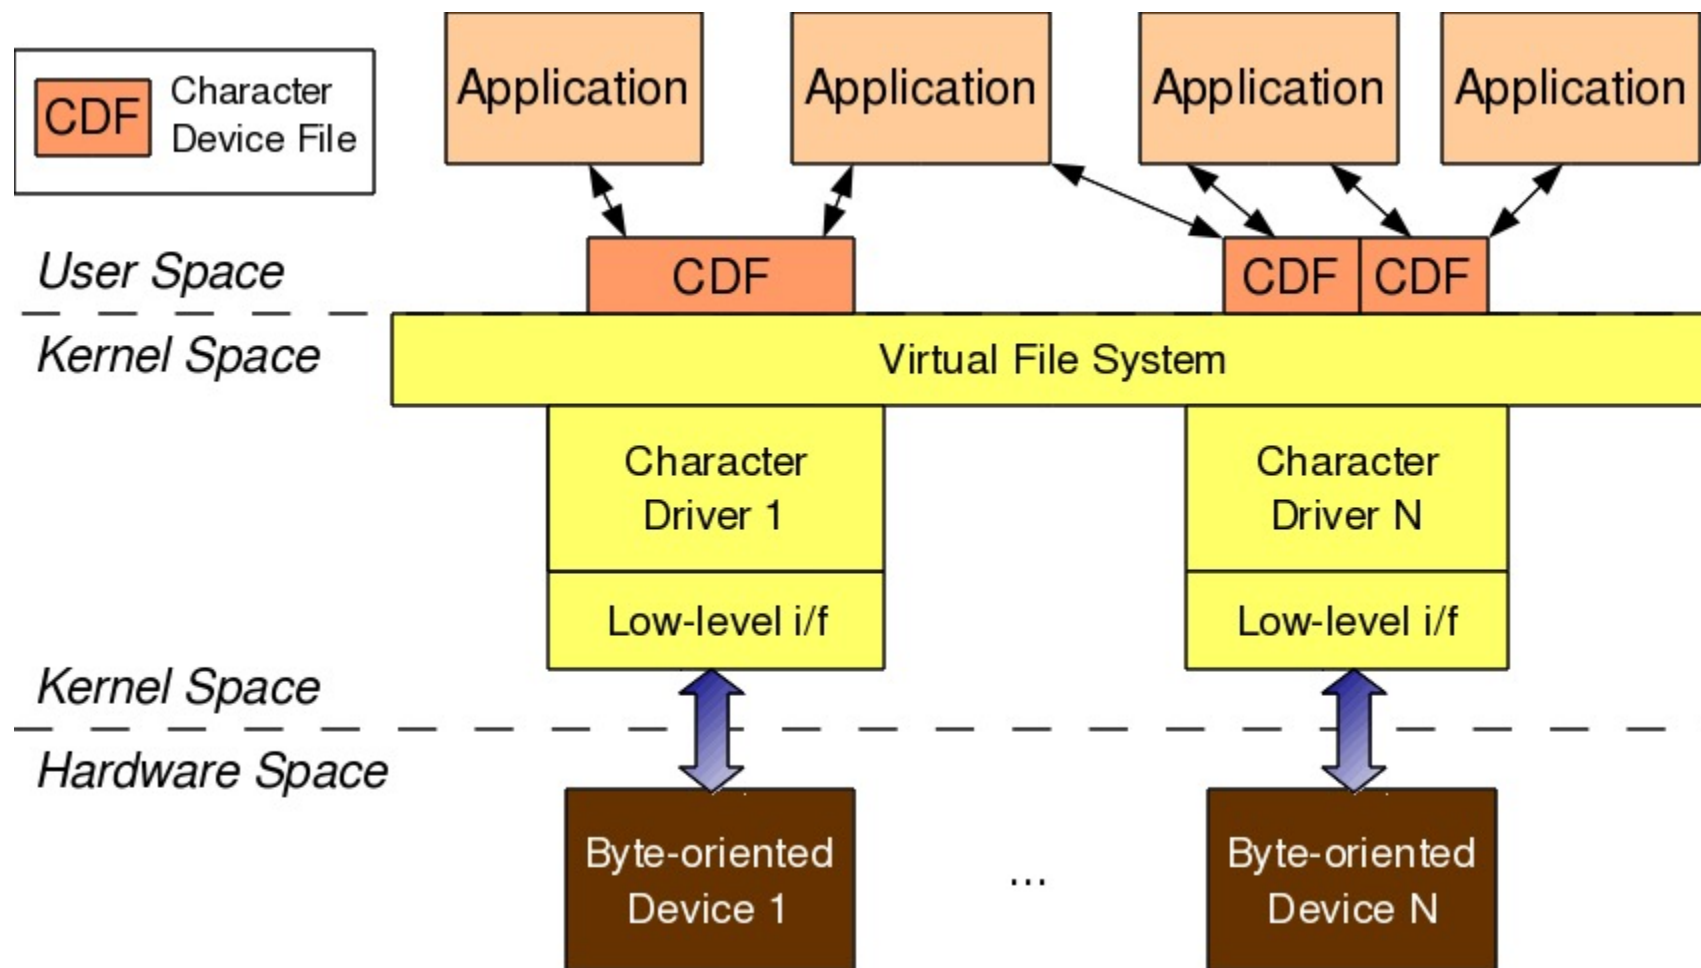 Application
Application
Application
Application
CDF
Character
Device File
User Space
CDF
CDF
CDF
Kernel Space
Virtual File System
Character
Driver 1
Character
Driver N
Low-level i/f
Low-level i/f
Kernel Space
Hardware Space
Byte-oriented
Device 1
...
Byte-oriented
Device N